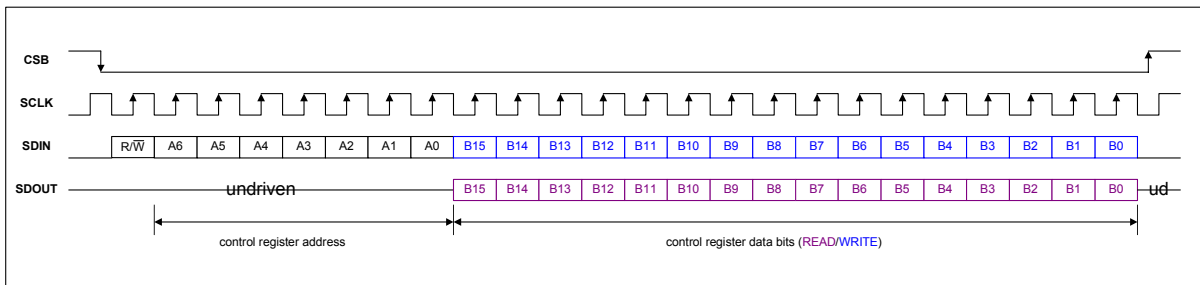 CSB
SCLK
SDIN R/W̅ A6 A5 A4 A3 A2 A1 A0 B15 B14 B13 B12 B11 B10 B9 B8 B7 B6 B5 B4 B3 B2 B1 B0
SDOUT undriven B15 B14 B13 B12 B11 B10 B9 B8 B7 B6 B5 B4 B3 B2 B1 B0 ud
control register address control register data bits (READ/WRITE)